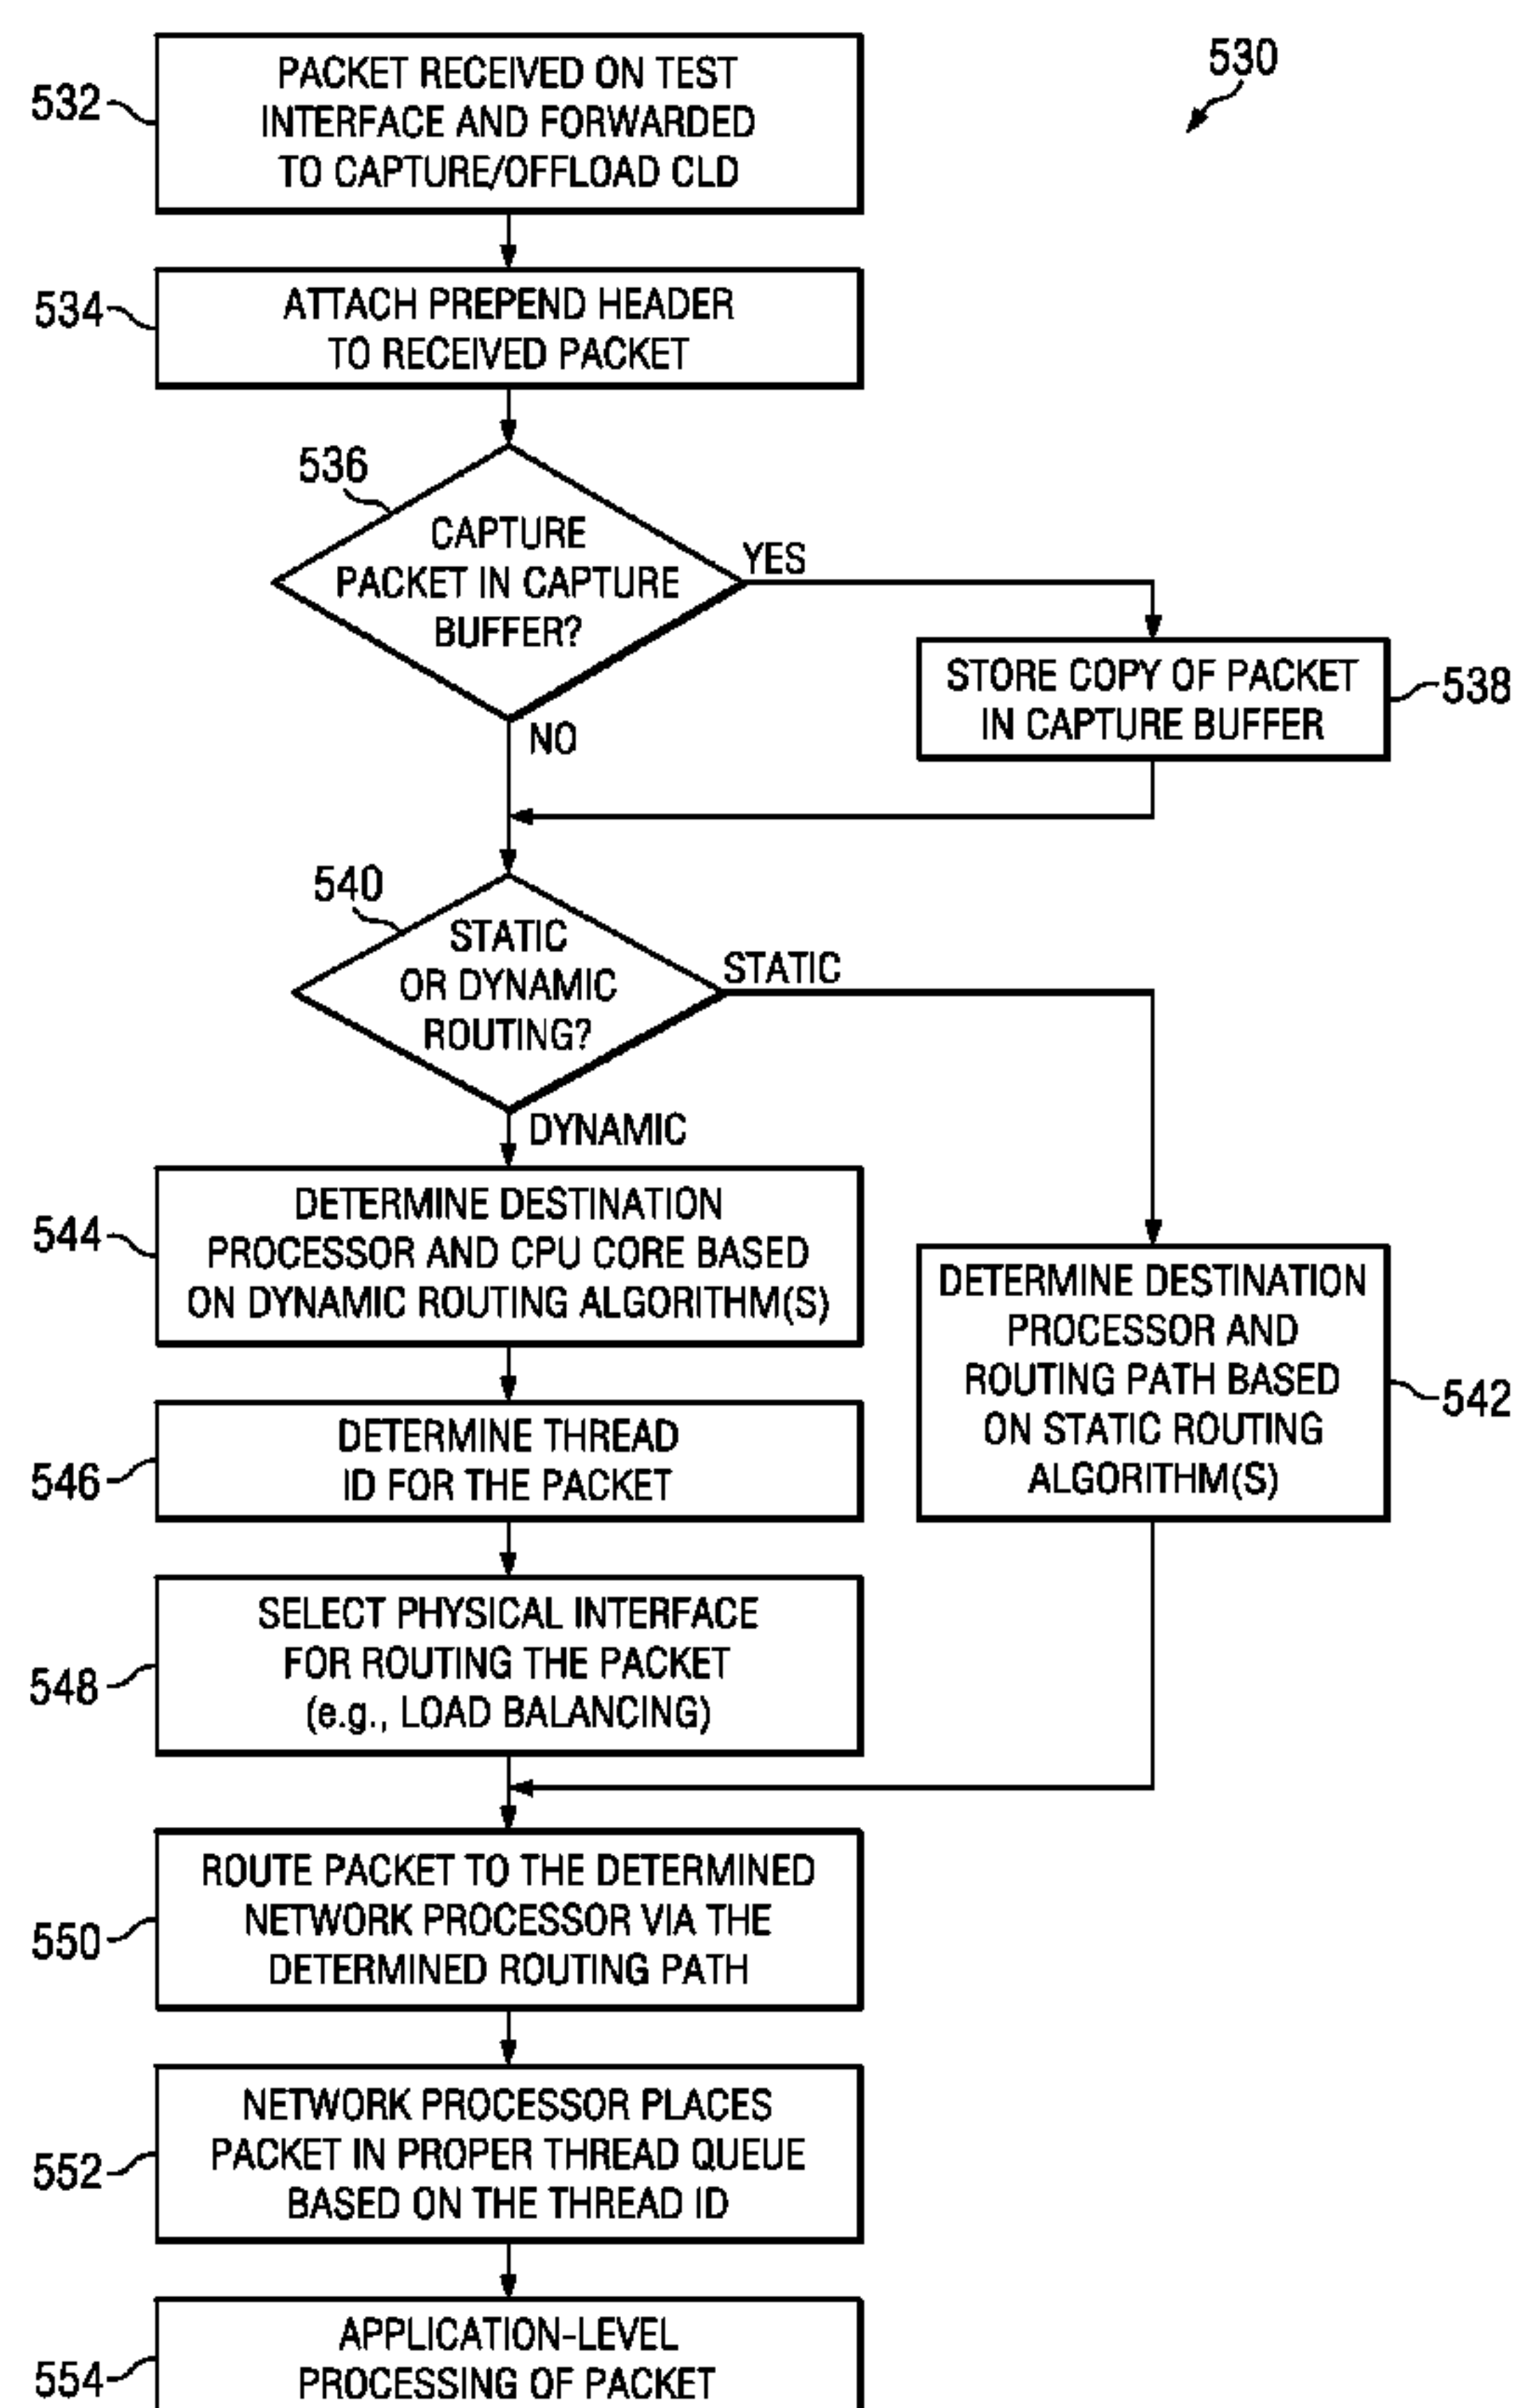 530
532
PACKET RECEIVED ON TEST
INTERFACE AND FORWARDED
TO CAPTURE/OFFLOAD CLD
534
ATTACH PREPEND HEADER
TO RECEIVED PACKET
536
CAPTURE
PACKET IN CAPTURE
BUFFER?
YES
NO
STORE COPY OF PACKET
IN CAPTURE BUFFER
538
540
STATIC
OR DYNAMIC
ROUTING?
STATIC
DYNAMIC
544
DETERMINE DESTINATION
PROCESSOR AND CPU CORE BASED
ON DYNAMIC ROUTING ALGORITHM(S)
DETERMINE DESTINATION
PROCESSOR AND
ROUTING PATH BASED
ON STATIC ROUTING
ALGORITHM(S)
542
546
DETERMINE THREAD
ID FOR THE PACKET
548
SELECT PHYSICAL INTERFACE
FOR ROUTING THE PACKET
(e.g., LOAD BALANCING)
550
ROUTE PACKET TO THE DETERMINED
NETWORK PROCESSOR VIA THE
DETERMINED ROUTING PATH
552
NETWORK PROCESSOR PLACES
PACKET IN PROPER THREAD QUEUE
BASED ON THE THREAD ID
554
APPLICATION-LEVEL
PROCESSING OF PACKET